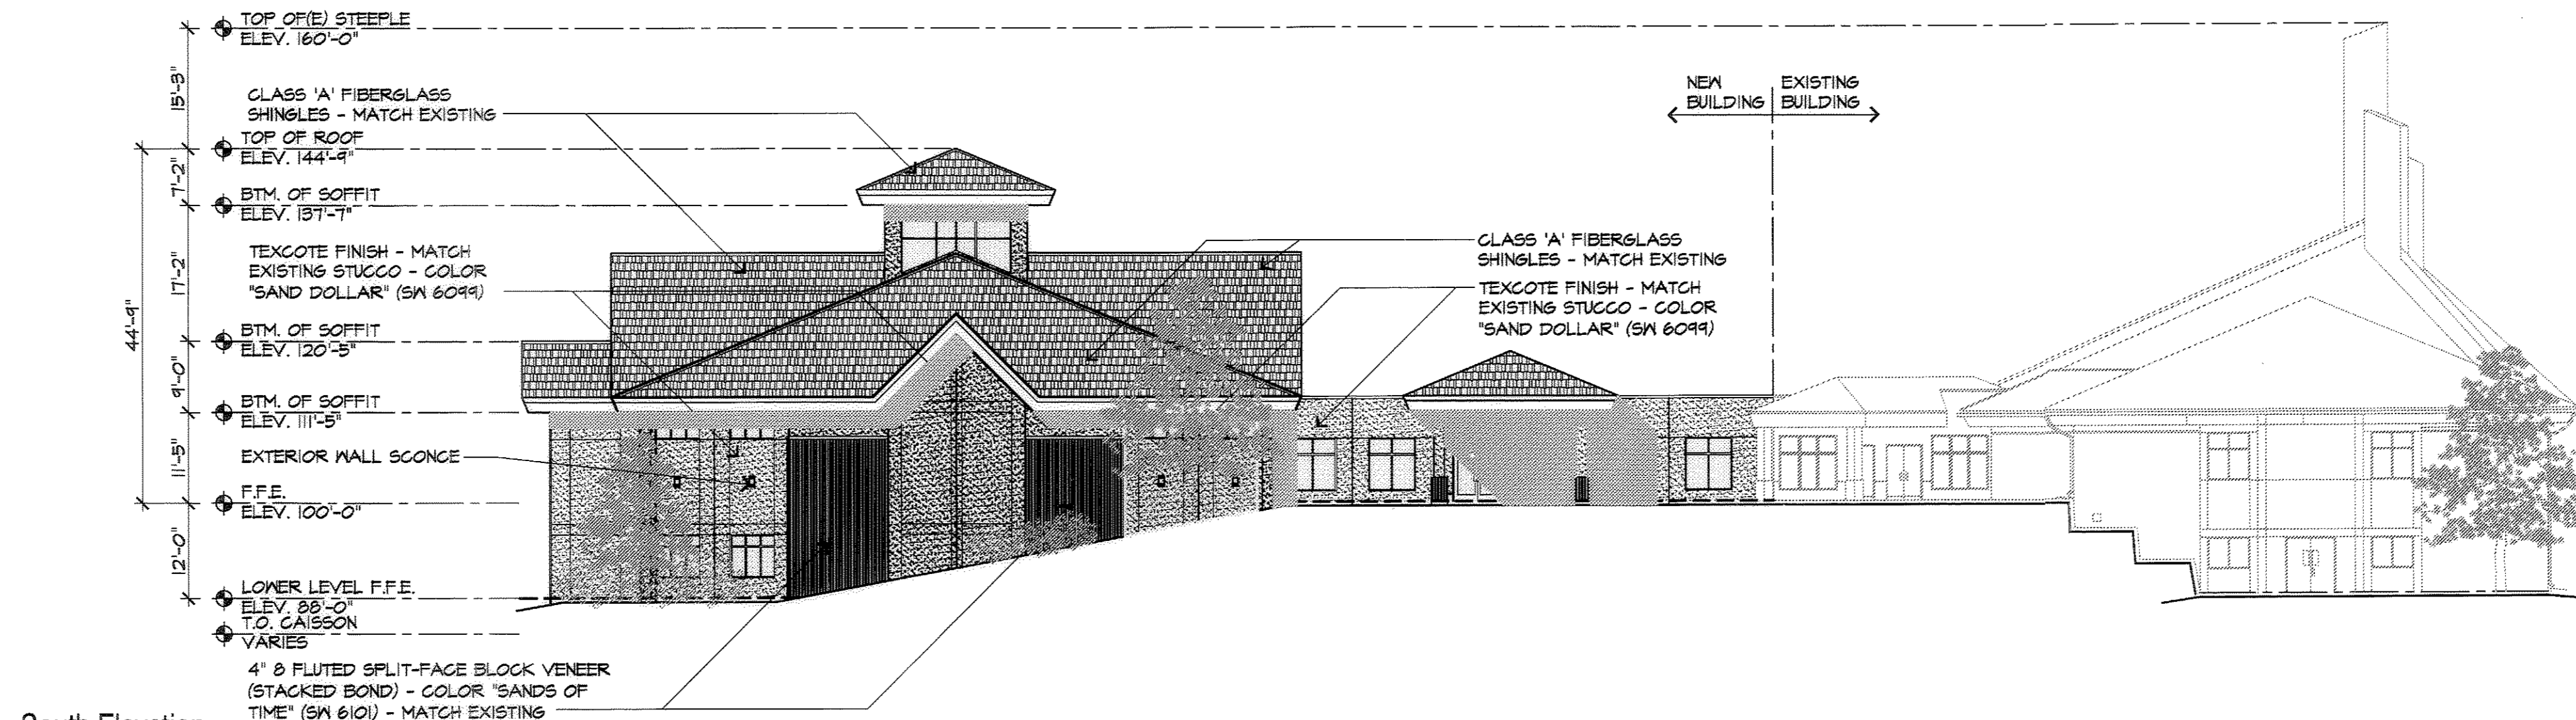 TOP OF(E) STEEPLE
ELEV. 160'-0"
15'-3"
CLASS 'A' FIBERGLASS
SHINGLES - MATCH EXISTING
TOP OF ROOF
ELEV. 144'-9"
7'-2"
BTM. OF SOFFIT
ELEV. 137'-7"
TEXCOTE FINISH - MATCH
EXISTING STUCCO - COLOR
"SAND DOLLAR" (SW 6099)
17'-2"
44'-9"
BTM. OF SOFFIT
ELEV. 120'-5"
9'-0"
BTM. OF SOFFIT
ELEV. 111'-5"
EXTERIOR WALL SCONCE
11'-5"
F.F.E.
ELEV. 100'-0"
12'-0"
LOWER LEVEL F.F.E.
ELEV. 88'-0"
T.O. CAISSON
VARIES
4" 8 FLUTED SPLIT-FACE BLOCK VENEER
(STACKED BOND) - COLOR "SANDS OF
TIME" (SW 6101) - MATCH EXISTING
NEW BUILDING
EXISTING BUILDING
CLASS 'A' FIBERGLASS
SHINGLES - MATCH EXISTING
TEXCOTE FINISH - MATCH
EXISTING STUCCO - COLOR
"SAND DOLLAR" (SW 6099)
South Elevation